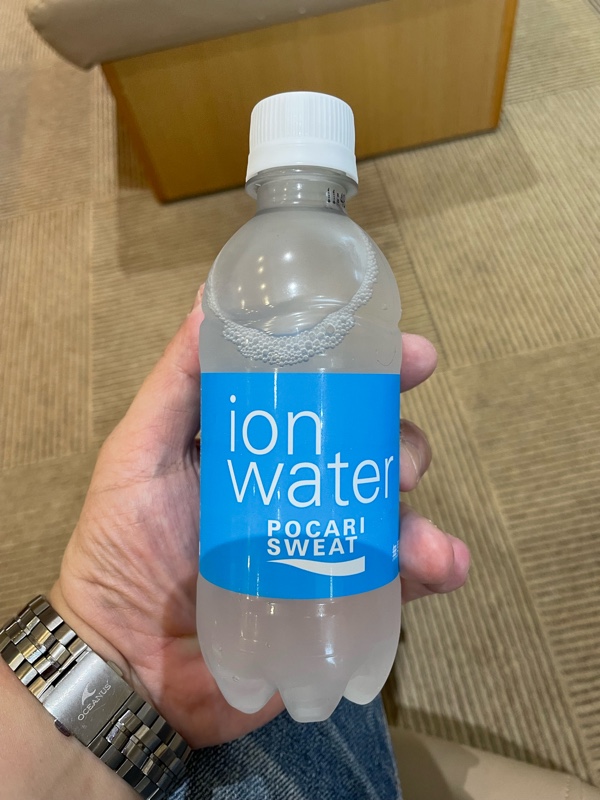 ion
water
POCARI
SWEAT
OCEANUS